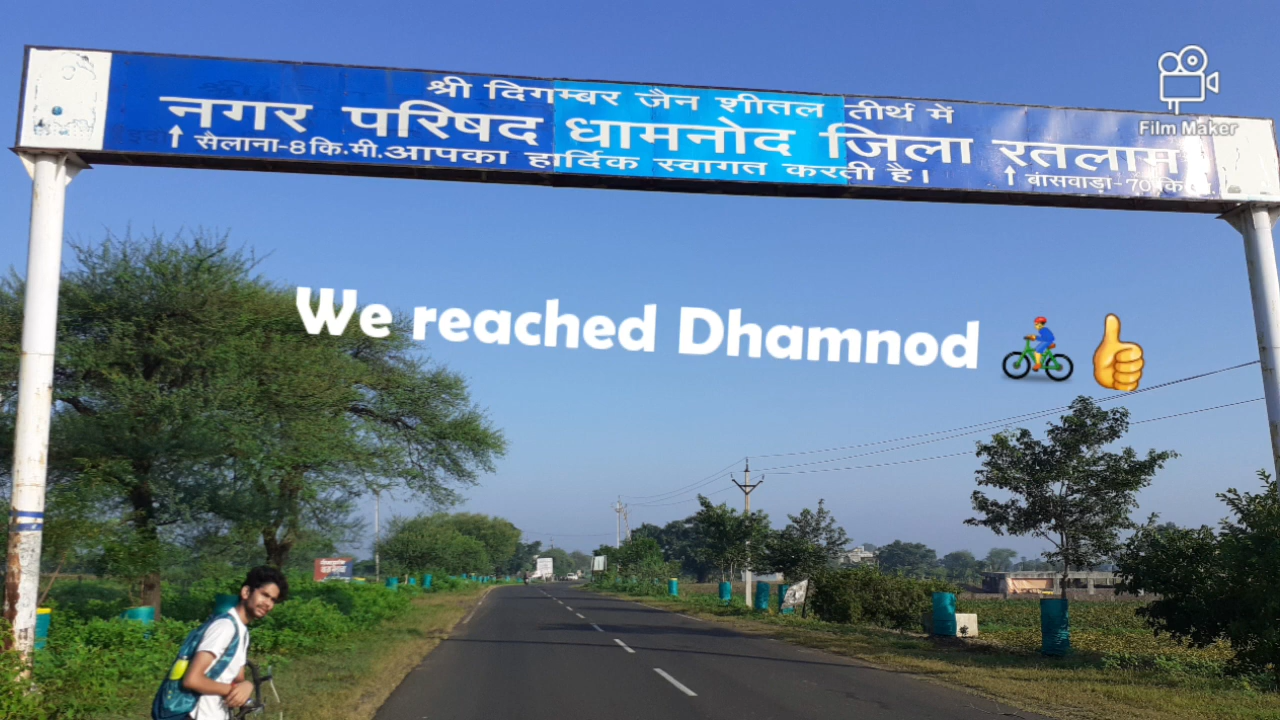 श्री दिगम्बर जैन शीतल तीर्थ में
नगर परिषद धामनोद जिला रतलाम
↑ सैलाना-8 कि.मी. आपका हार्दिक स्वागत करती है। ↑ बांसवाड़ा-70 कि
Film Maker
We reached Dhamnod 🚴👍